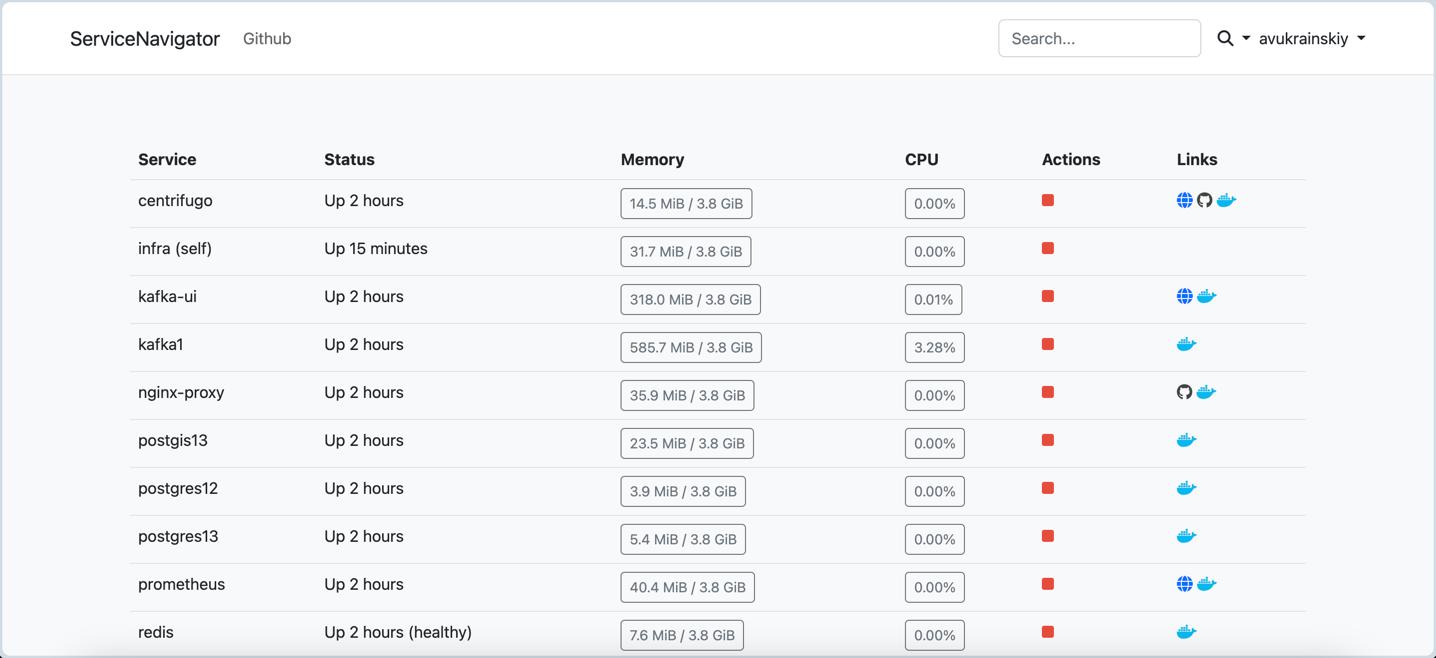 ServiceNavigator Github Search... avukrainskiy
Service Status Memory CPU Actions Links
centrifugo Up 2 hours 14.5 MiB / 3.8 GiB 0.00%
infra (self) Up 15 minutes 31.7 MiB / 3.8 GiB 0.00%
kafka-ui Up 2 hours 318.0 MiB / 3.8 GiB 0.01%
kafka1 Up 2 hours 585.7 MiB / 3.8 GiB 3.28%
nginx-proxy Up 2 hours 35.9 MiB / 3.8 GiB 0.00%
postgis13 Up 2 hours 23.5 MiB / 3.8 GiB 0.00%
postgres12 Up 2 hours 3.9 MiB / 3.8 GiB 0.00%
postgres13 Up 2 hours 5.4 MiB / 3.8 GiB 0.00%
prometheus Up 2 hours 40.4 MiB / 3.8 GiB 0.00%
redis Up 2 hours (healthy) 7.6 MiB / 3.8 GiB 0.00%